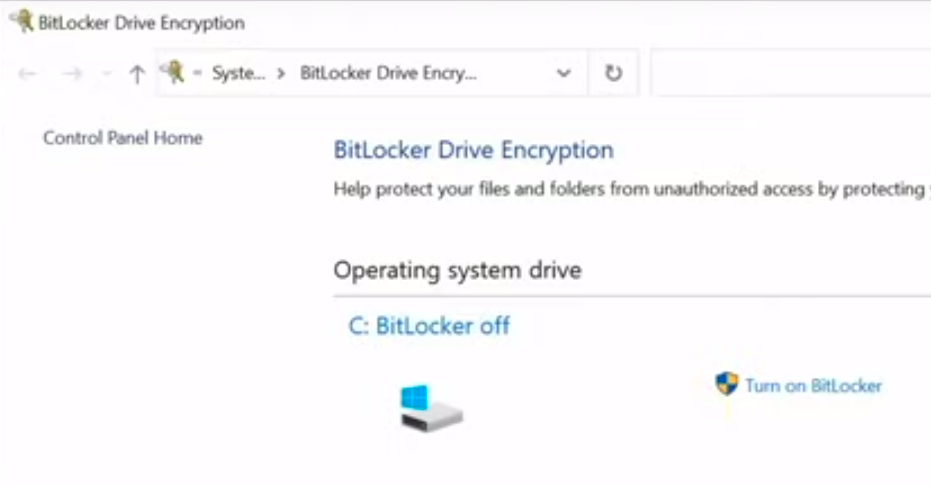 BitLocker Drive Encryption
Syste... > BitLocker Drive Encry...
Control Panel Home
BitLocker Drive Encryption
Help protect your files and folders from unauthorized access by protecting
Operating system drive
C: BitLocker off
Turn on BitLocker